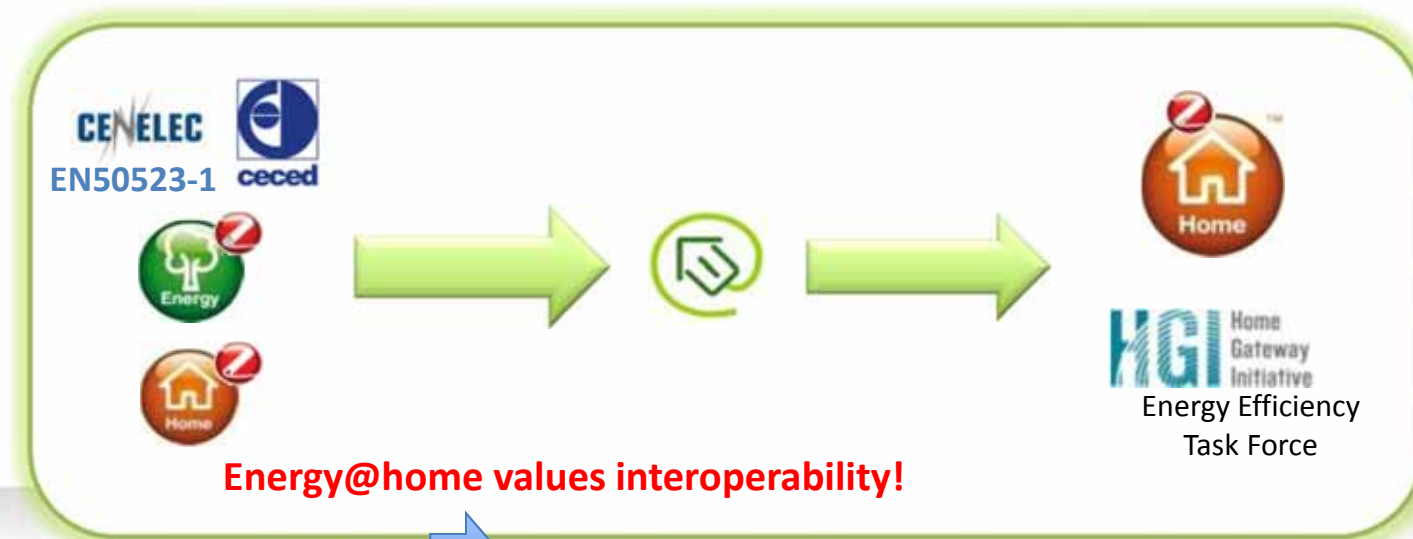 CENELEC
EN50523-1
ceced
Energy
Home
Energy@home values interoperability!
Home
TM
HGI
Home
Gateway
Initiative
Energy Efficiency
Task Force